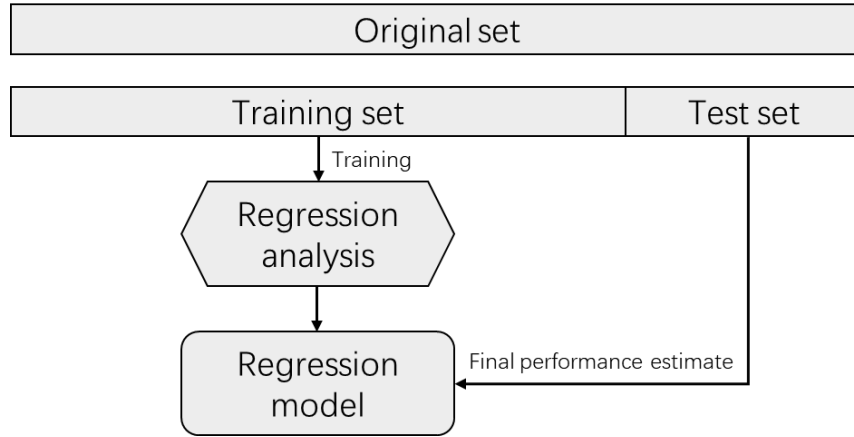 Original set
Training set
Test set
Training
Regression
analysis
Regression
model
Final performance estimate